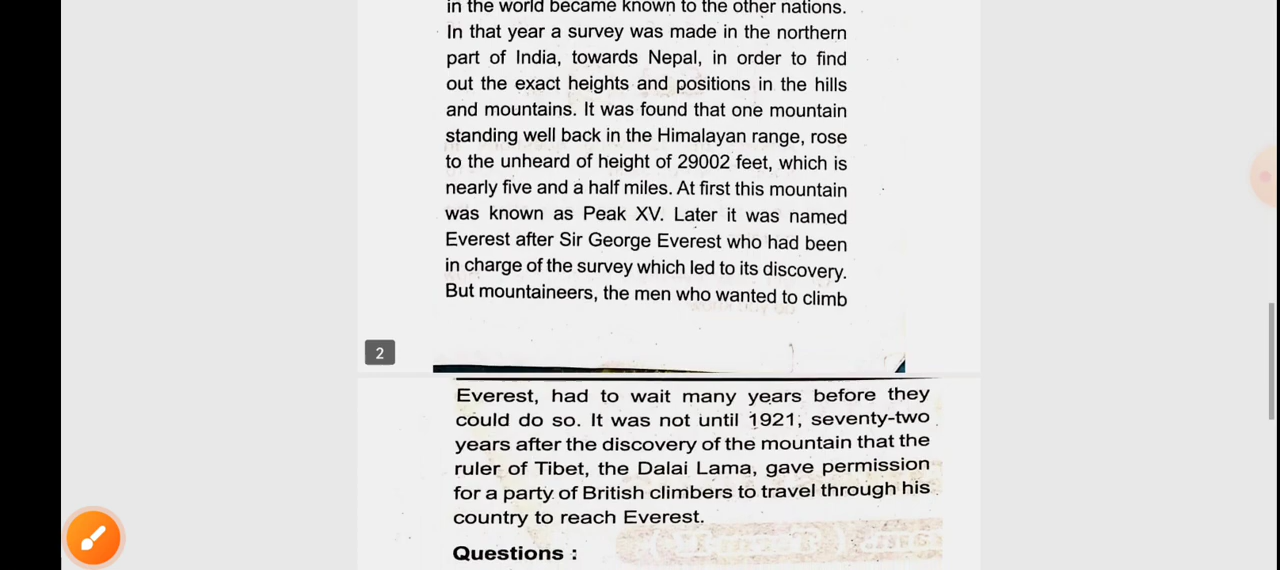 in the world became known to the other nations.
In that year a survey was made in the northern
part of India, towards Nepal, in order to find
out the exact heights and positions in the hills
and mountains. It was found that one mountain
standing well back in the Himalayan range, rose
to the unheard of height of 29002 feet, which is
nearly five and a half miles. At first this mountain
was known as Peak XV. Later it was named
Everest after Sir George Everest who had been
in charge of the survey which led to its discovery.
But mountaineers, the men who wanted to climb
2
Everest, had to wait many years before they
could do so. It was not until 1921, seventy-two
years after the discovery of the mountain that the
ruler of Tibet, the Dalai Lama, gave permission
for a party of British climbers to travel through his
country to reach Everest.
Questions :